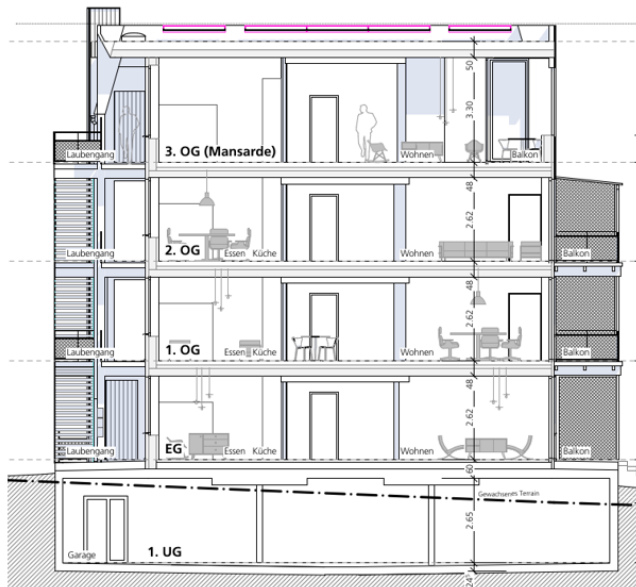 50
3.30
Laubengang
3. OG (Mansarde)
Wohnen
Balkon
48
2.62
Laubengang
2. OG
Essen Küche
Wohnen
Balkon
48
2.62
Laubengang
1. OG
Essen Küche
Wohnen
Balkon
48
2.62
Laubengang
EG
Essen Küche
Wohnen
Balkon
60
Gewachsenes Terrain
2.65
Garage
1. UG
24